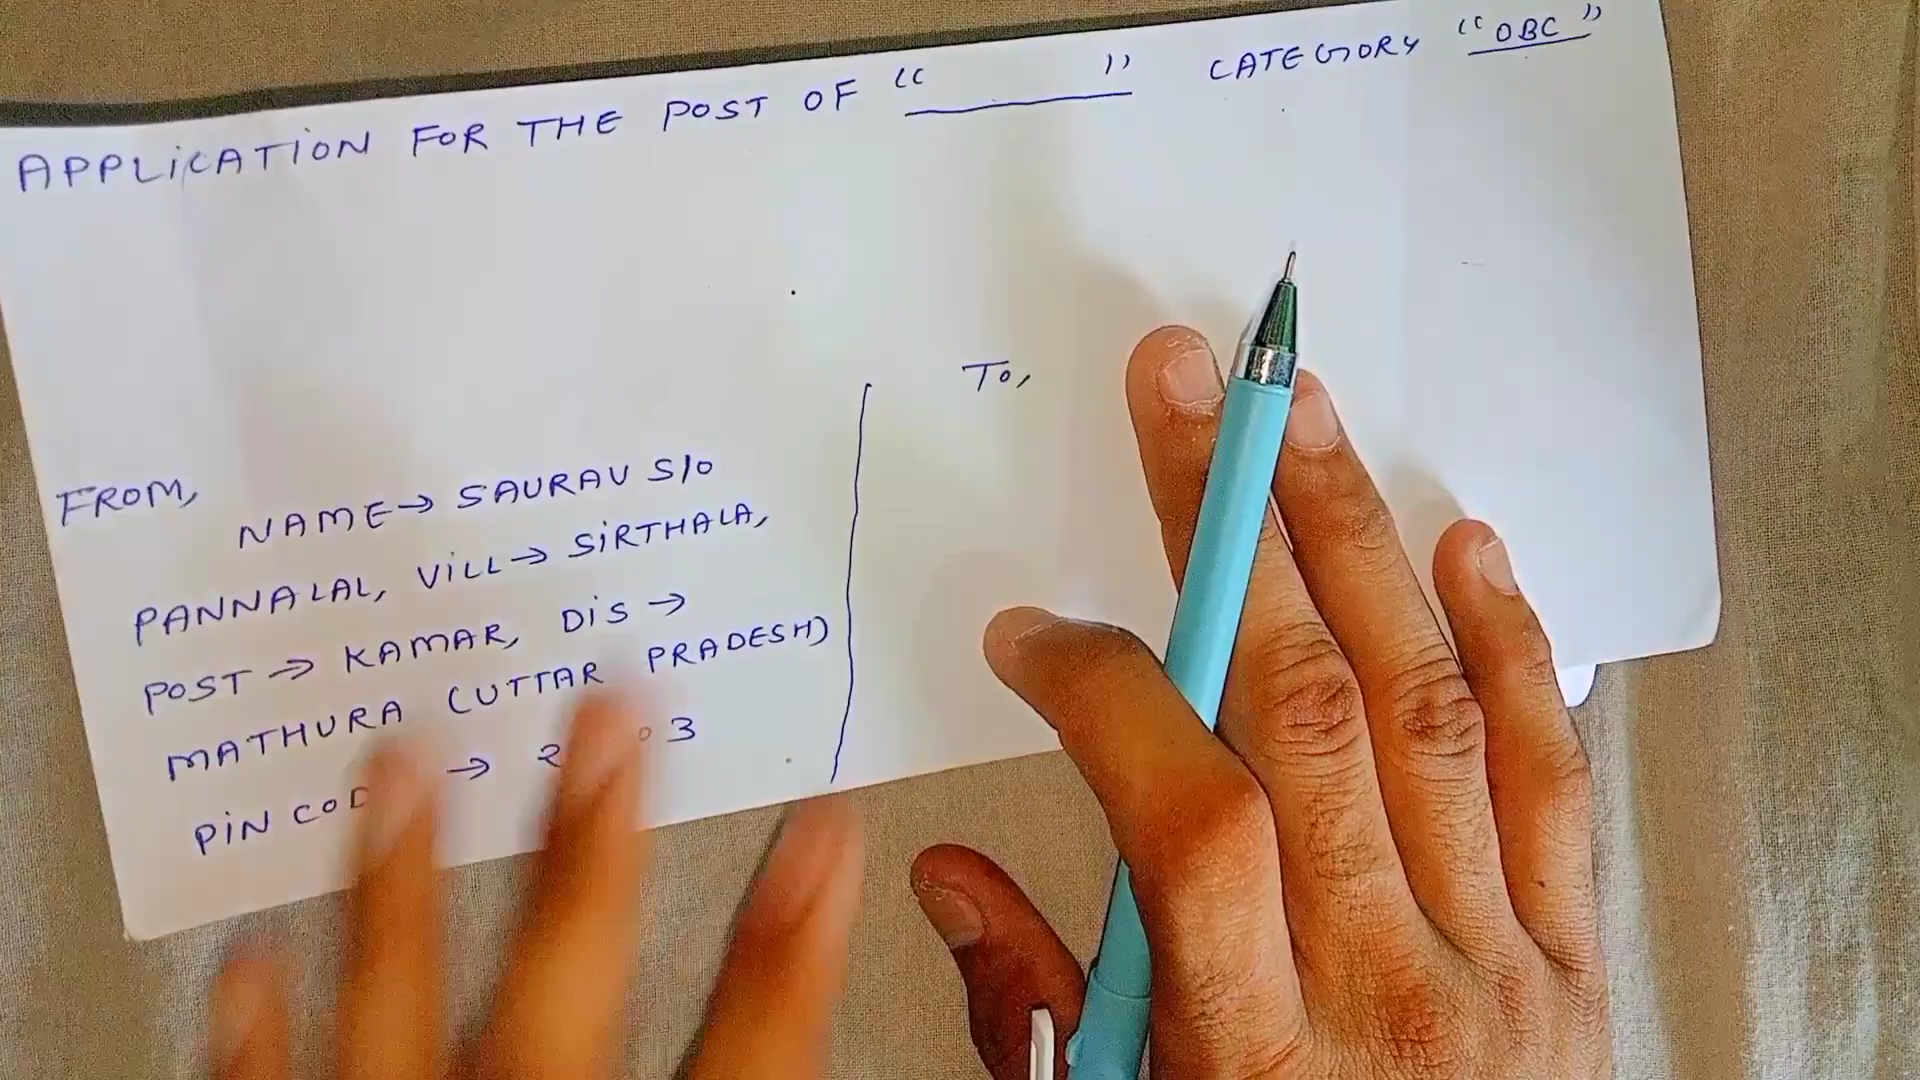 APPLICATION FOR THE POST OF " " CATEGORY "OBC"
To,
FROM,
NAME→ SAURAV S/O
PANNALAL, VILL→ SIRTHALA,
POST→ KAMAR, DIS→
MATHURA (UTTAR PRADESH)
PIN →